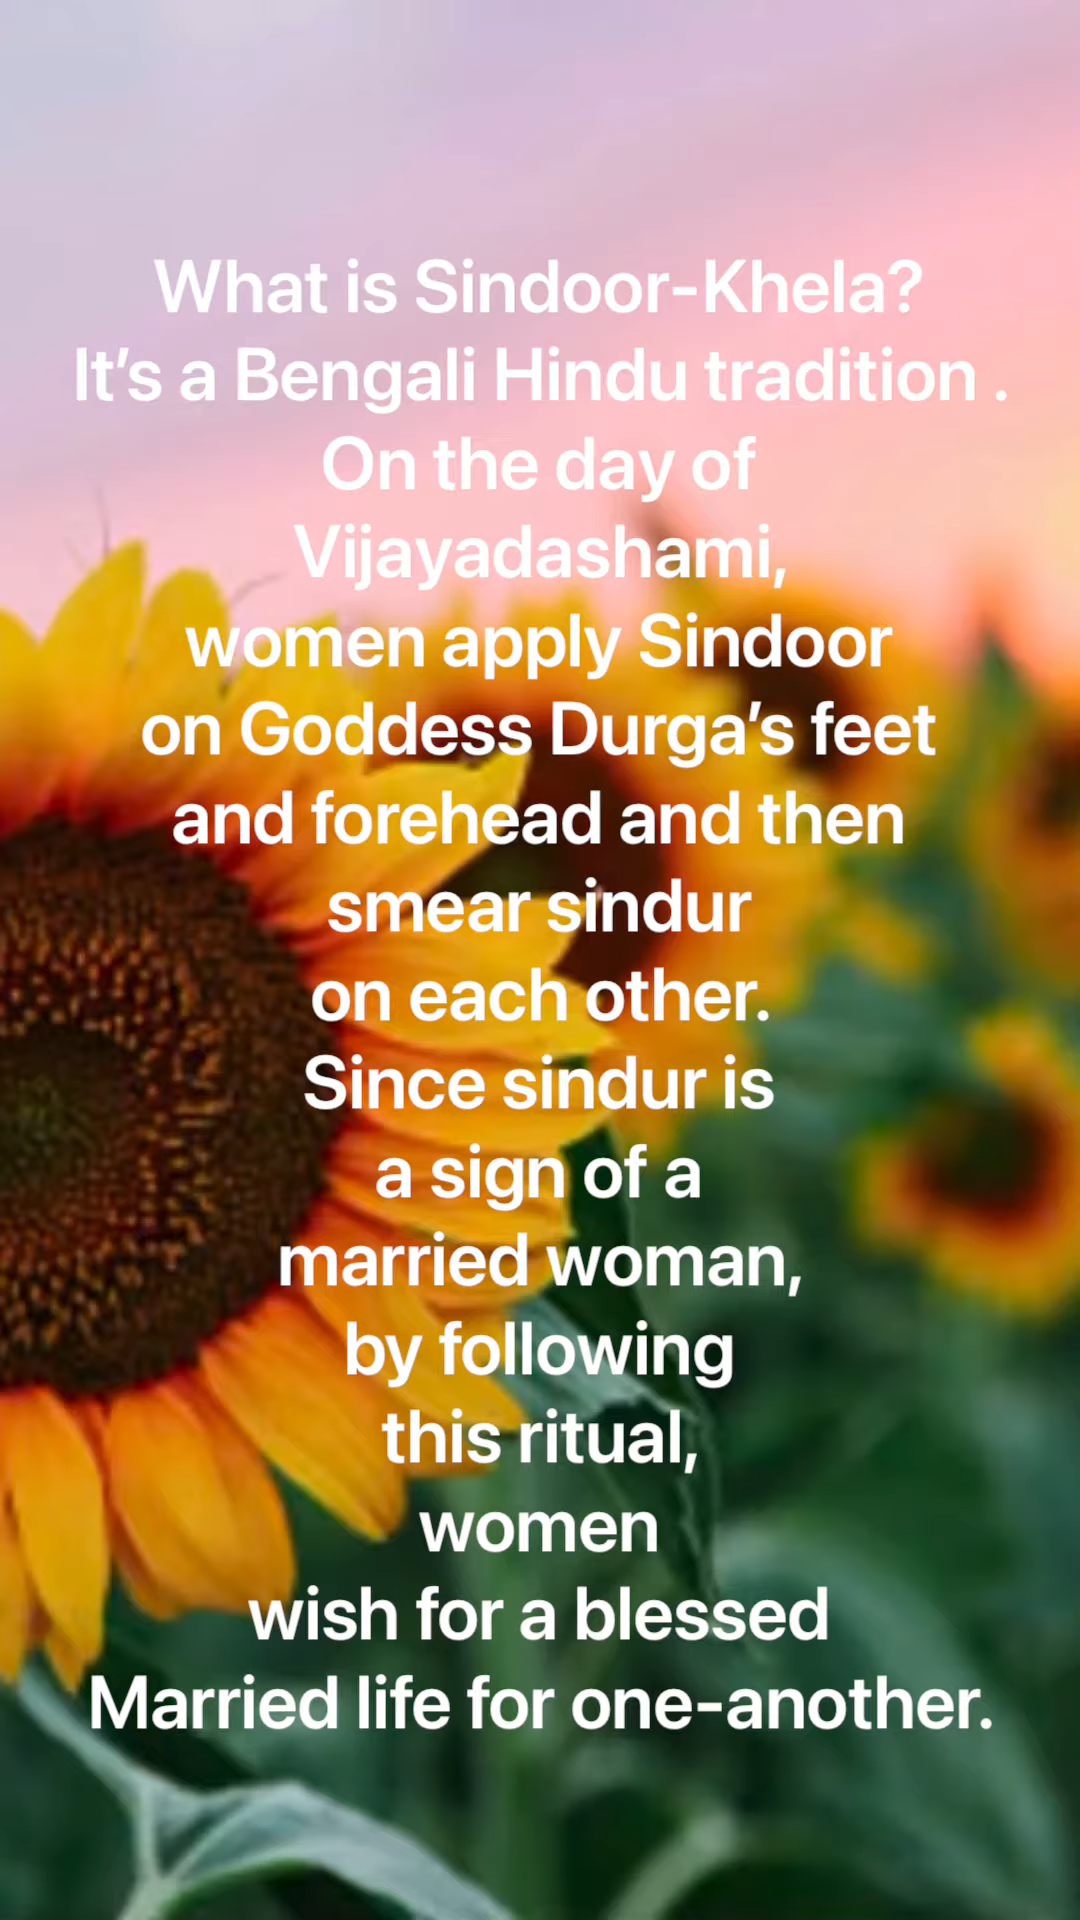 What is Sindoor-Khela?
It’s a Bengali Hindu tradition .
On the day of
Vijayadashami,
women apply Sindoor
on Goddess Durga’s feet
and forehead and then
smear sindur
on each other.
Since sindur is
a sign of a
married woman,
by following
this ritual,
women
wish for a blessed
Married life for one-another.